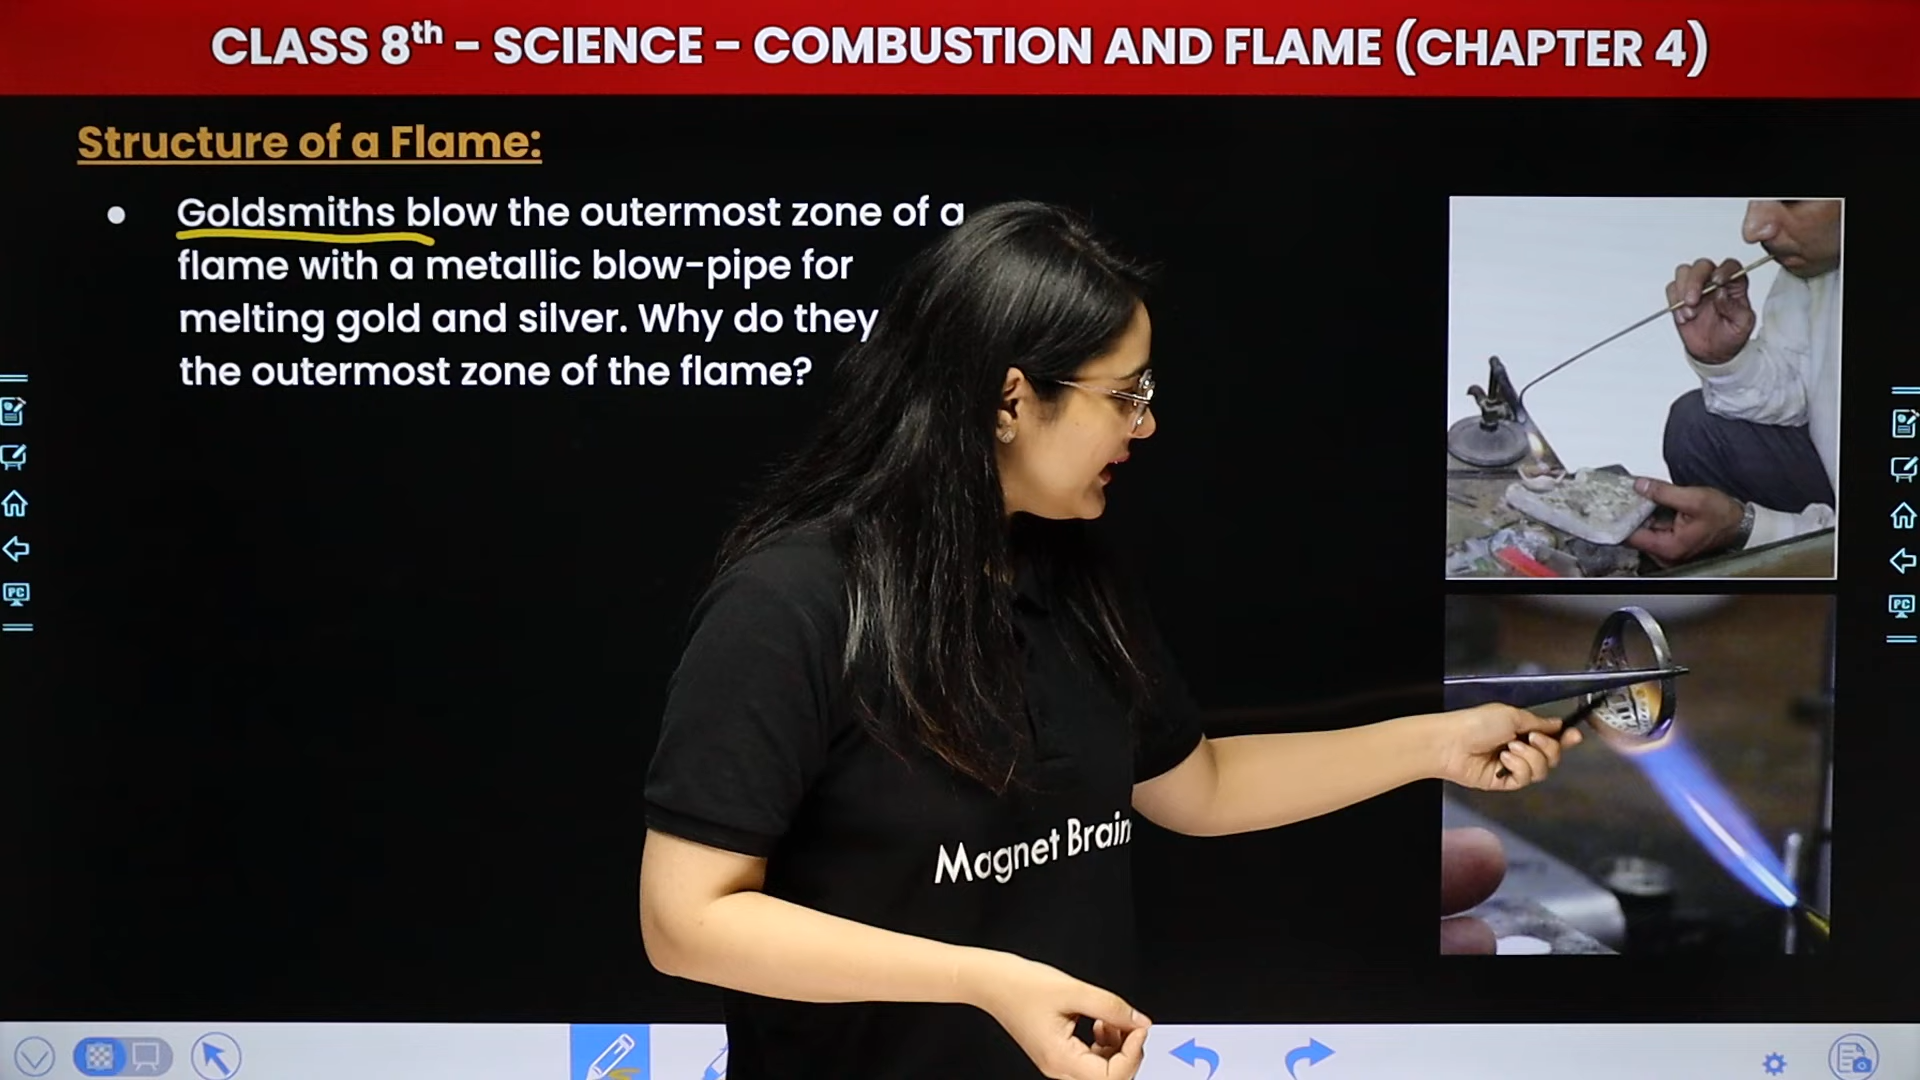 CLASS 8th - SCIENCE - COMBUSTION AND FLAME (CHAPTER 4)
Structure of a Flame:
● Goldsmiths blow the outermost zone of a
flame with a metallic blow-pipe for
melting gold and silver. Why do they
the outermost zone of the flame?
Magnet Brain
PC
PC